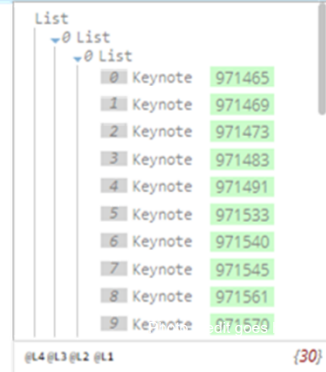 List
0 List
0 List
0 Keynote 971465
1 Keynote 971469
2 Keynote 971473
3 Keynote 971483
4 Keynote 971491
5 Keynote 971533
6 Keynote 971540
7 Keynote 971545
8 Keynote 971561
9 Keynote
@L4 @L3 @L2 @L1 {30}